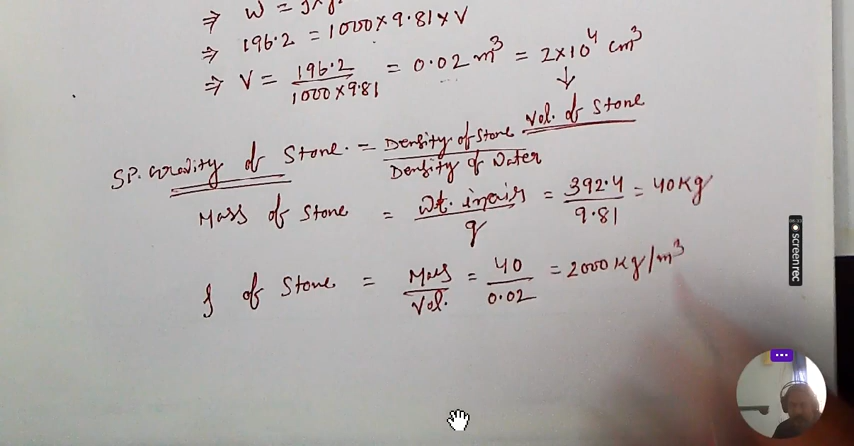 ⇒ W = ρ×g×
⇒ 196.2 = 1000×9.81×V
⇒ V = 196.2 / 1000×9.81 = 0.02 m³ = 2×10⁴ cm³
↓
Vol. of Stone
SP. Gravity of Stone. = Density of Stone / Density of Water
Mass of Stone = Wt. in air / g = 392.4 / 9.81 = 40 Kg
ρ of Stone = Mass / Vol. = 40 / 0.02 = 2000 Kg/m³
screenrec